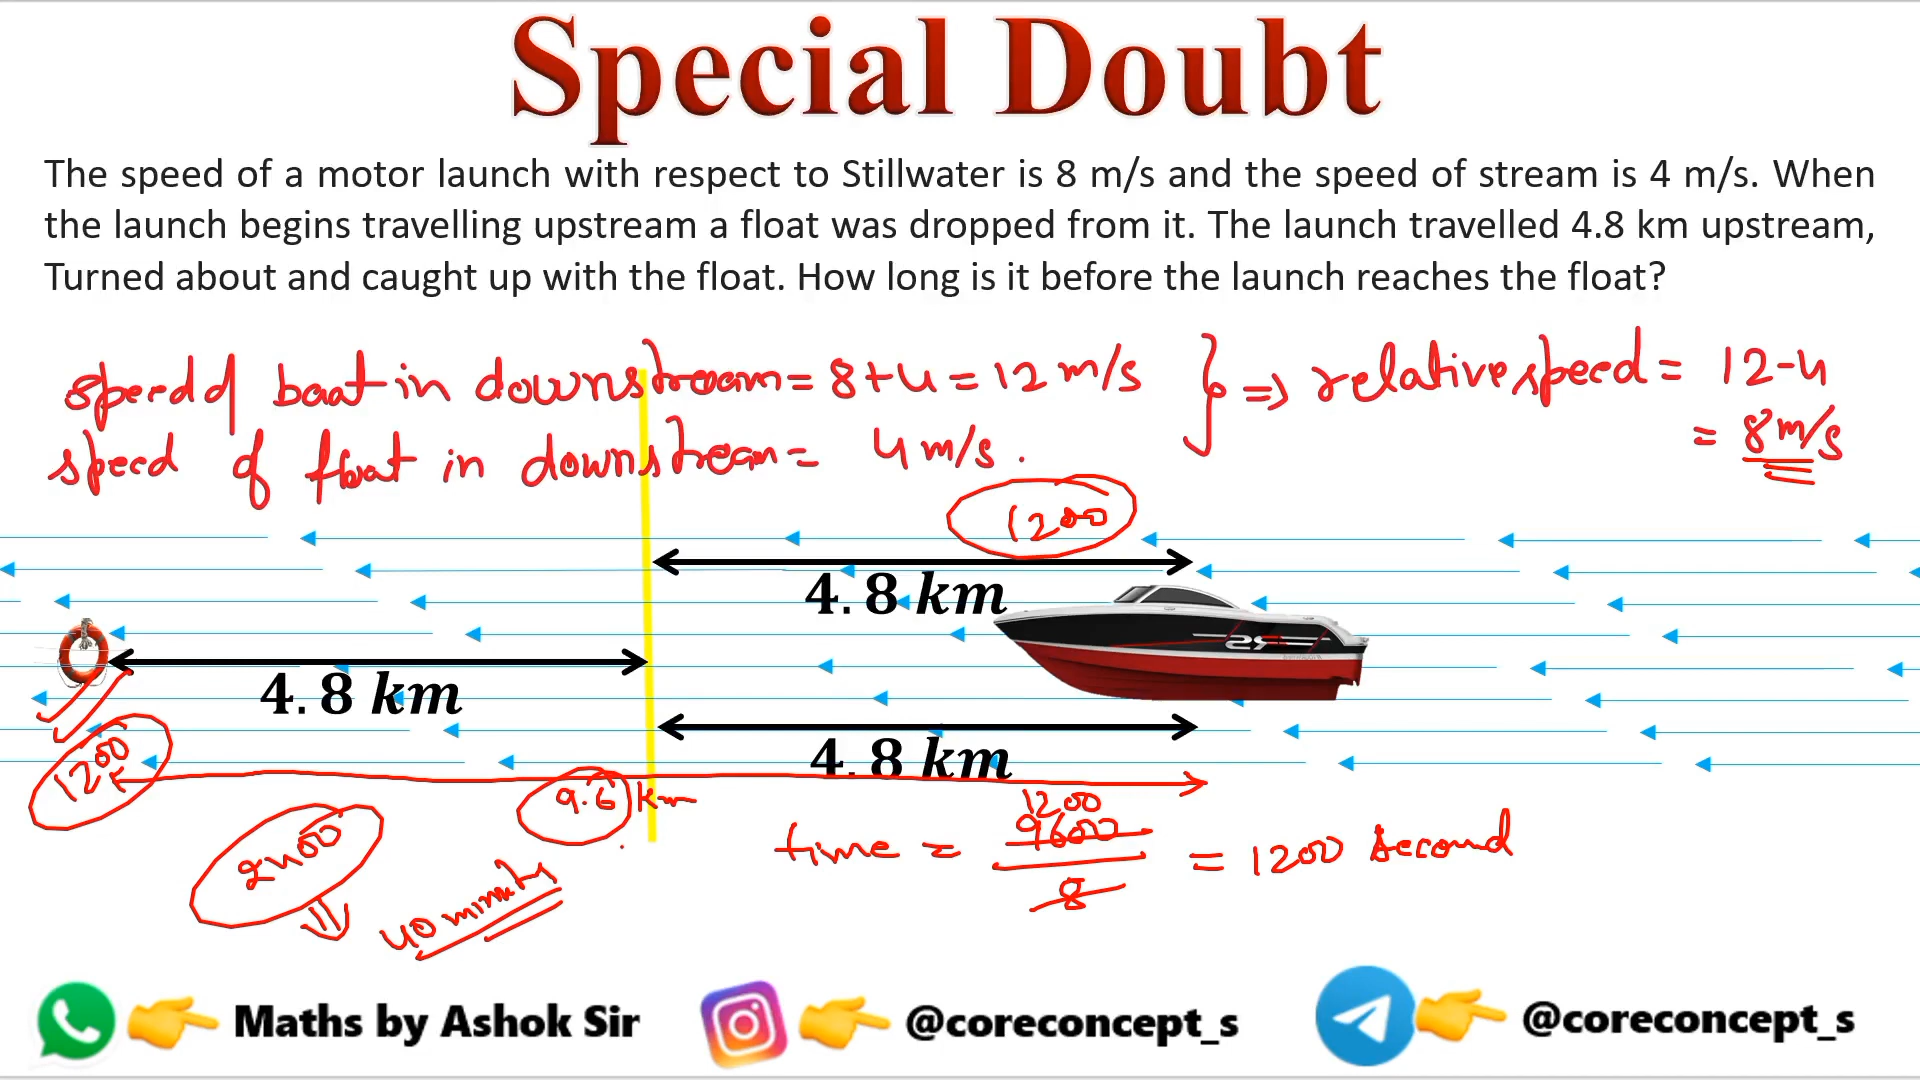 Special Doubt
The speed of a motor launch with respect to Stillwater is 8 m/s and the speed of stream is 4 m/s. When
the launch begins travelling upstream a float was dropped from it. The launch travelled 4.8 km upstream,
Turned about and caught up with the float. How long is it before the launch reaches the float?
speed of boat in downstream = 8+4 = 12 m/s } ⇒ relative speed = 12-4
speed of float in downstream = 4 m/s. = 8m/s
1200
4.8 km
4.8 km
4.8 km
1200
9.6 km
1200
time = 9600/8 = 1200 second
2400
40 minuts
Maths by Ashok Sir @coreconcept_s @coreconcept_s